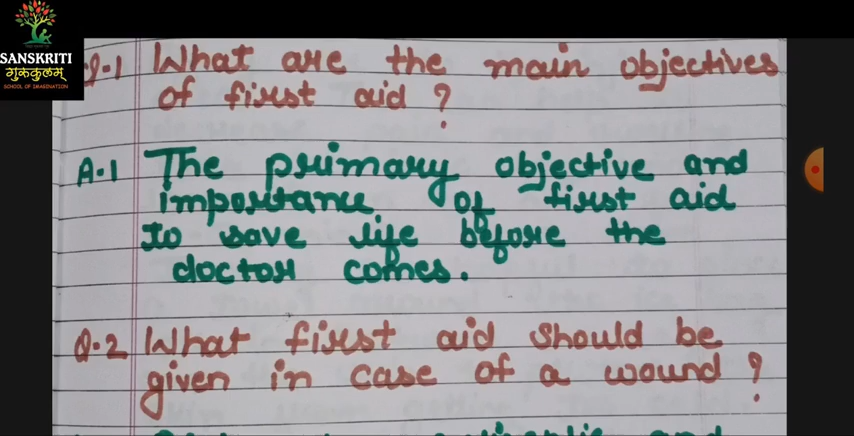 SANSKRITI
गुरुकुलम्
SCHOOL OF IMAGINATION
Q.1 What are the main objectives
of first aid ?
A.1 The primary objective and
importance of first aid
to save life before the
doctor comes.
Q.2 What first aid should be
given in case of a wound ?